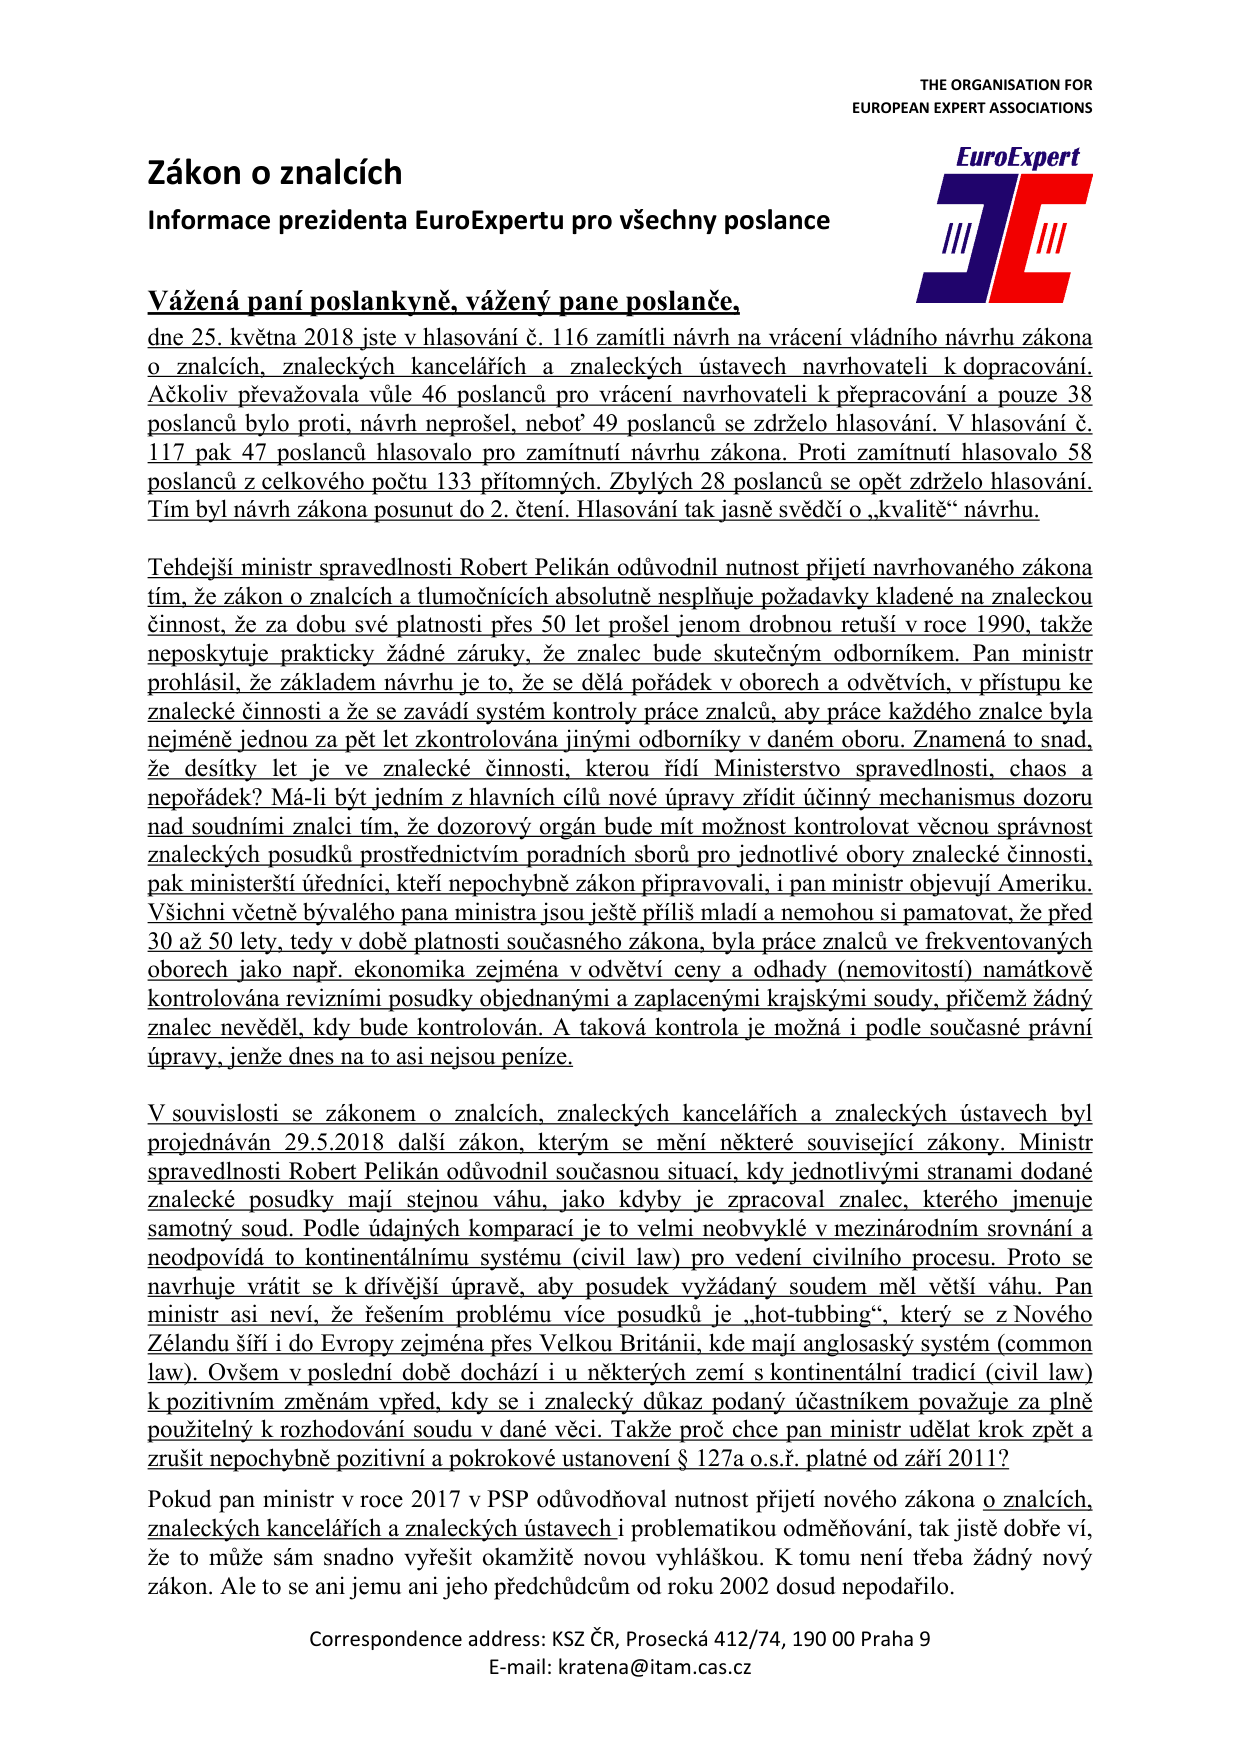 THE ORGANISATION FOR
EUROPEAN EXPERT ASSOCIATIONS
EuroExpert
Zákon o znalcích
Informace prezidenta EuroExpertu pro všechny poslance
Vážená paní poslankyně, vážený pane poslanče,
dne 25. května 2018 jste v hlasování č. 116 zamítli návrh na vrácení vládního návrhu zákona
o znalcích, znaleckých kancelářích a znaleckých ústavech navrhovateli k dopracování.
Ačkoliv převažovala vůle 46 poslanců pro vrácení navrhovateli k přepracování a pouze 38
poslanců bylo proti, návrh neprošel, neboť 49 poslanců se zdrželo hlasování. V hlasování č.
117 pak 47 poslanců hlasovalo pro zamítnutí návrhu zákona. Proti zamítnutí hlasovalo 58
poslanců z celkového počtu 133 přítomných. Zbylých 28 poslanců se opět zdrželo hlasování.
Tím byl návrh zákona posunut do 2. čtení. Hlasování tak jasně svědčí o „kvalitě“ návrhu.
Tehdejší ministr spravedlnosti Robert Pelikán odůvodnil nutnost přijetí navrhovaného zákona
tím, že zákon o znalcích a tlumočnících absolutně nesplňuje požadavky kladené na znaleckou
činnost, že za dobu své platnosti přes 50 let prošel jenom drobnou retuší v roce 1990, takže
neposkytuje prakticky žádné záruky, že znalec bude skutečným odborníkem. Pan ministr
prohlásil, že základem návrhu je to, že se dělá pořádek v oborech a odvětvích, v přístupu ke
znalecké činnosti a že se zavádí systém kontroly práce znalců, aby práce každého znalce byla
nejméně jednou za pět let zkontrolována jinými odborníky v daném oboru. Znamená to snad,
že desítky let je ve znalecké činnosti, kterou řídí Ministerstvo spravedlnosti, chaos a
nepořádek? Má-li být jedním z hlavních cílů nové úpravy zřídit účinný mechanismus dozoru
nad soudními znalci tím, že dozorový orgán bude mít možnost kontrolovat věcnou správnost
znaleckých posudků prostřednictvím poradních sborů pro jednotlivé obory znalecké činnosti,
pak ministerští úředníci, kteří nepochybně zákon připravovali, i pan ministr objevují Ameriku.
Všichni včetně bývalého pana ministra jsou ještě příliš mladí a nemohou si pamatovat, že před
30 až 50 lety, tedy v době platnosti současného zákona, byla práce znalců ve frekventovaných
oborech jako např. ekonomika zejména v odvětví ceny a odhady (nemovitostí) namátkově
kontrolována revizními posudky objednanými a zaplacenými krajskými soudy, přičemž žádný
znalec nevěděl, kdy bude kontrolován. A taková kontrola je možná i podle současné právní
úpravy, jenže dnes na to asi nejsou peníze.
V souvislosti se zákonem o znalcích, znaleckých kancelářích a znaleckých ústavech byl
projednáván 29.5.2018 další zákon, kterým se mění některé související zákony. Ministr
spravedlnosti Robert Pelikán odůvodnil současnou situací, kdy jednotlivými stranami dodané
znalecké posudky mají stejnou váhu, jako kdyby je zpracoval znalec, kterého jmenuje
samotný soud. Podle údajných komparací je to velmi neobvyklé v mezinárodním srovnání a
neodpovídá to kontinentálnímu systému (civil law) pro vedení civilního procesu. Proto se
navrhuje vrátit se k dřívější úpravě, aby posudek vyžádaný soudem měl větší váhu. Pan
ministr asi neví, že řešením problému více posudků je „hot-tubbing“, který se z Nového
Zélandu šíří i do Evropy zejména přes Velkou Británii, kde mají anglosaský systém (common
law). Ovšem v poslední době dochází i u některých zemí s kontinentální tradicí (civil law)
k pozitivním změnám vpřed, kdy se i znalecký důkaz podaný účastníkem považuje za plně
použitelný k rozhodování soudu v dané věci. Takže proč chce pan ministr udělat krok zpět a
zrušit nepochybně pozitivní a pokrokové ustanovení § 127a o.s.ř. platné od září 2011?
Pokud pan ministr v roce 2017 v PSP odůvodňoval nutnost přijetí nového zákona o znalcích,
znaleckých kancelářích a znaleckých ústavech i problematikou odměňování, tak jistě dobře ví,
že to může sám snadno vyřešit okamžitě novou vyhláškou. K tomu není třeba žádný nový
zákon. Ale to se ani jemu ani jeho předchůdcům od roku 2002 dosud nepodařilo.
Correspondence address: KSZ ČR, Prosecká 412/74, 190 00 Praha 9
E-mail: kratena@itam.cas.cz